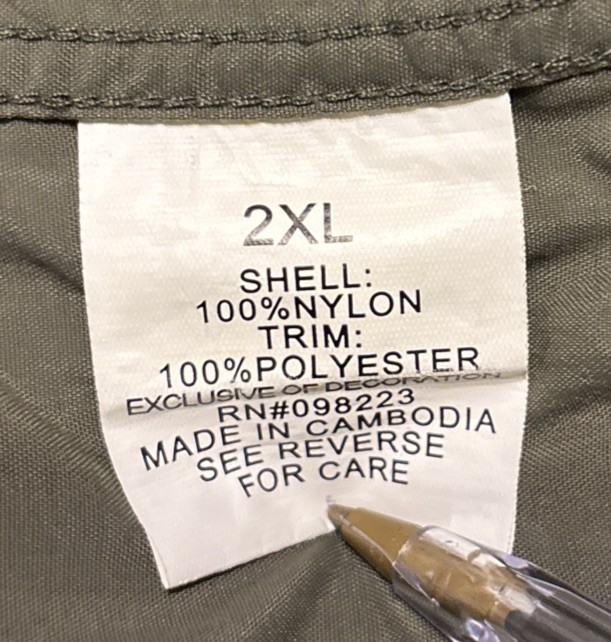 2XL
SHELL:
100%NYLON
TRIM:
100%POLYESTER
EXCLUSIVE OF DECORATION
RN#098223
MADE IN CAMBODIA
SEE REVERSE
FOR CARE